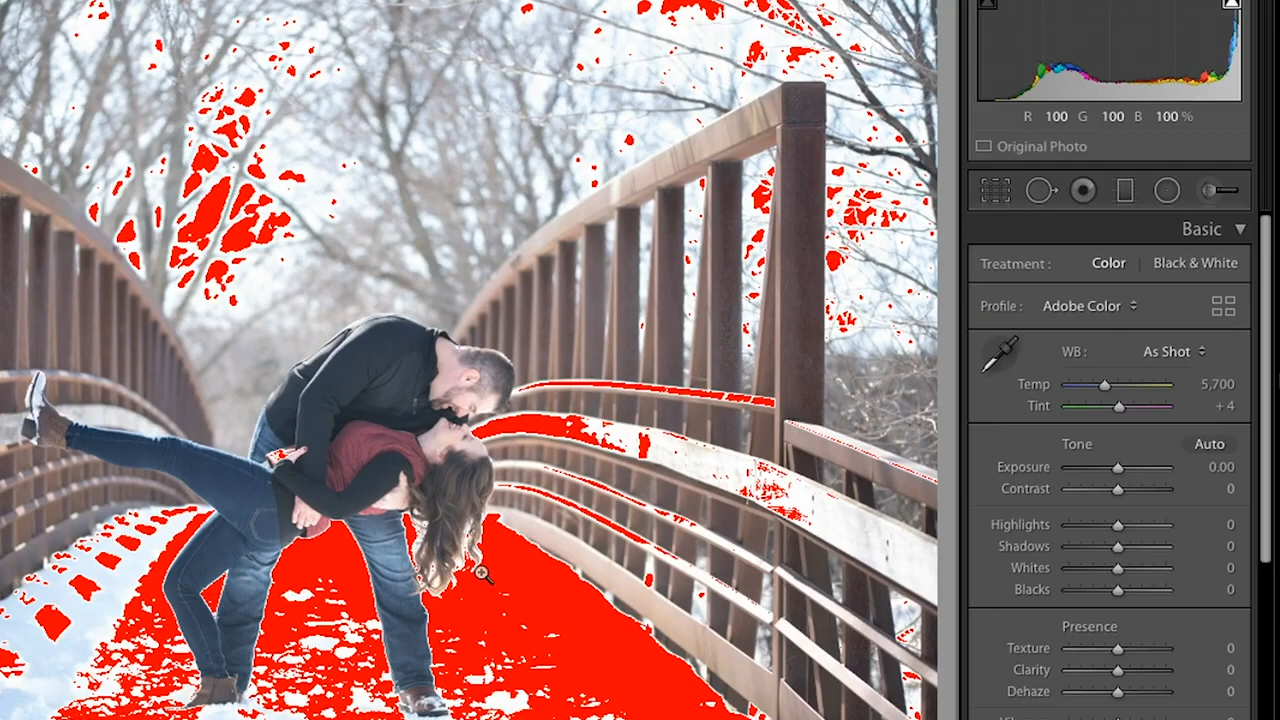 R 100 G 100 B 100 %
Original Photo
Basic
Treatment : Color Black & White
Profile : Adobe Color
WB : As Shot
Temp 5,700
Tint + 4
Tone Auto
Exposure 0.00
Contrast 0
Highlights 0
Shadows 0
Whites 0
Blacks 0
Presence
Texture 0
Clarity 0
Dehaze 0